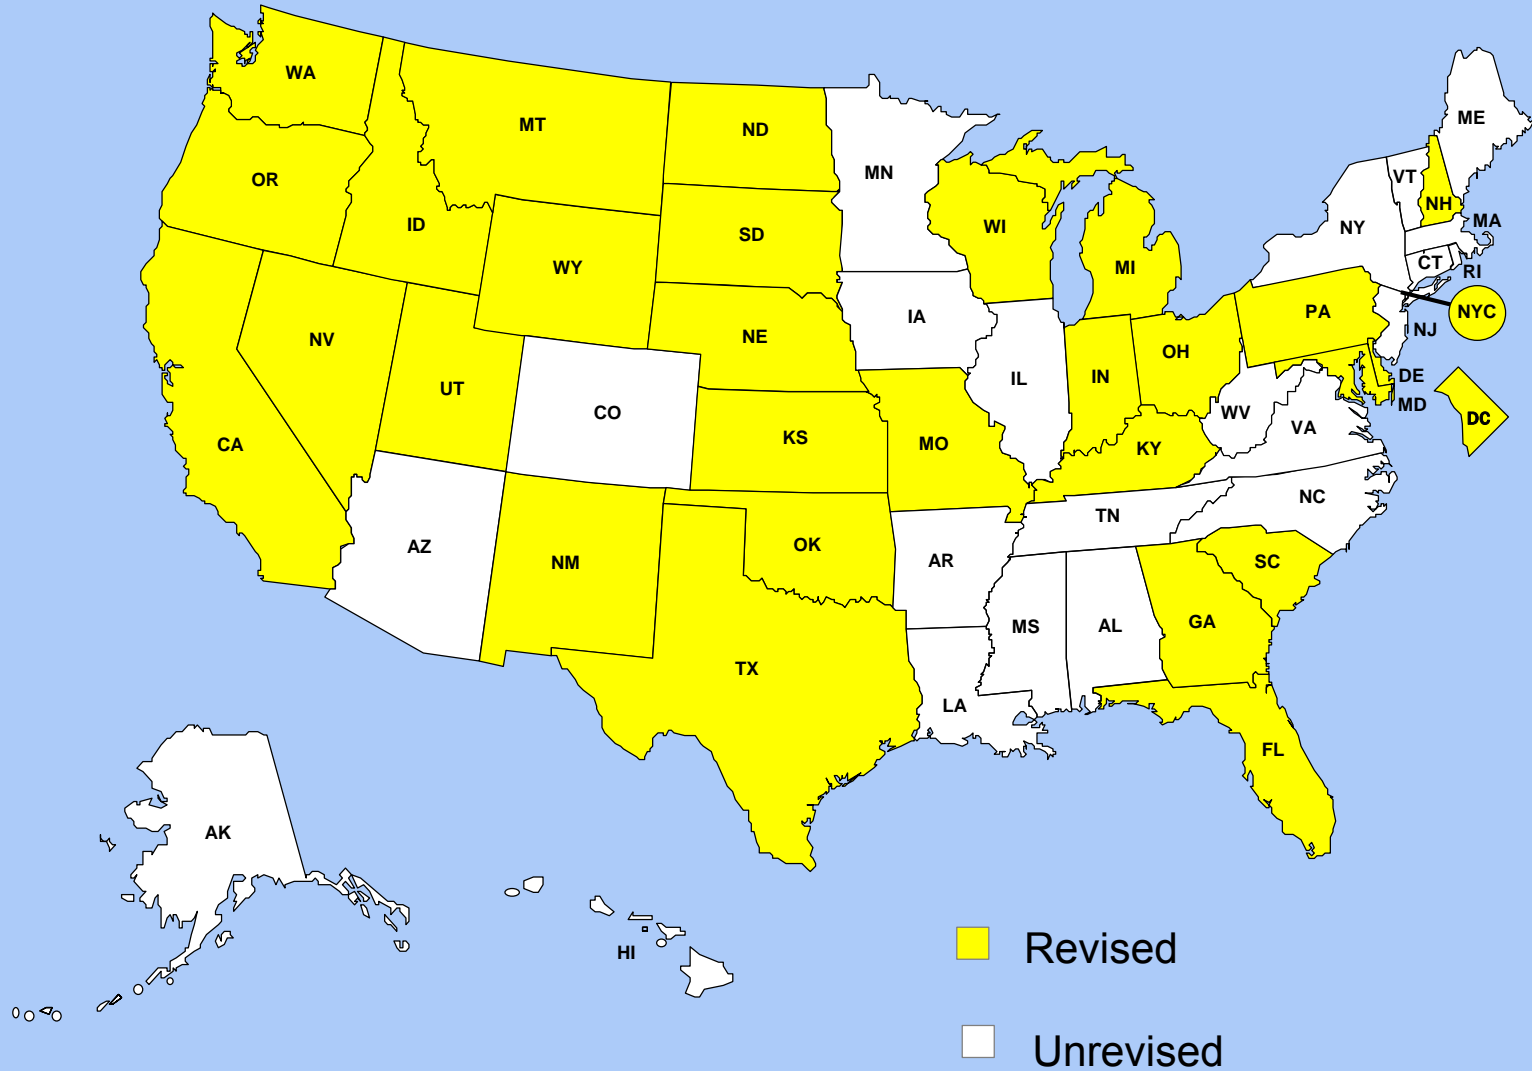 WA
MT
ND
MN
ME
OR
ID
SD
WI
MI
NY
VT
NH
MA
CT
RI
WY
NV
UT
NE
IA
IL
IN
OH
PA
NYC
NJ
CA
CO
KS
MO
KY
WV
VA
DE
MD
DC
AZ
NM
OK
AR
TN
NC
SC
MS
AL
GA
TX
LA
FL
AK
HI
Revised
Unrevised